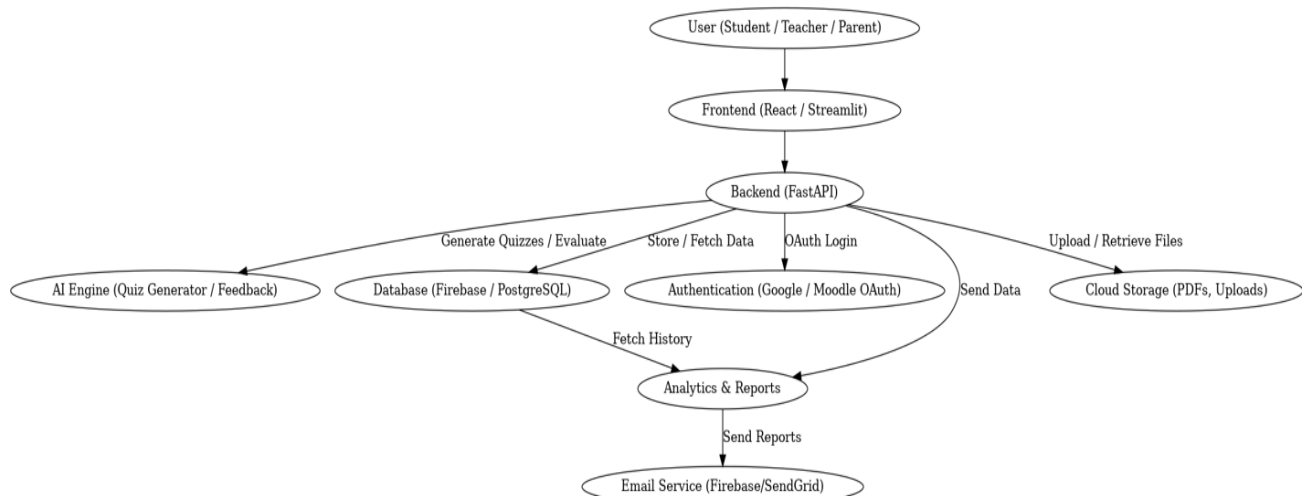 User (Student / Teacher / Parent)
Frontend (React / Streamlit)
Backend (FastAPI)
Generate Quizzes / Evaluate
Store / Fetch Data
OAuth Login
Upload / Retrieve Files
AI Engine (Quiz Generator / Feedback)
Database (Firebase / PostgreSQL)
Authentication (Google / Moodle OAuth)
Send Data
Cloud Storage (PDFs, Uploads)
Fetch History
Analytics & Reports
Send Reports
Email Service (Firebase/SendGrid)